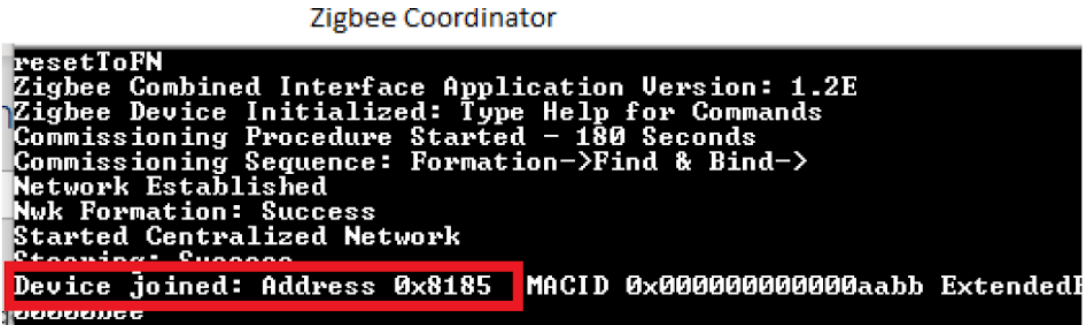 Zigbee Coordinator
resetToFN
Zigbee Combined Interface Application Version: 1.2E
Zigbee Device Initialized: Type Help for Commands
Commissioning Procedure Started - 180 Seconds
Commissioning Sequence: Formation->Find & Bind->
Network Established
Nwk Formation: Success
Started Centralized Network
Steering: Success
Device joined: Address 0x8185 MACID 0x000000000000aabb